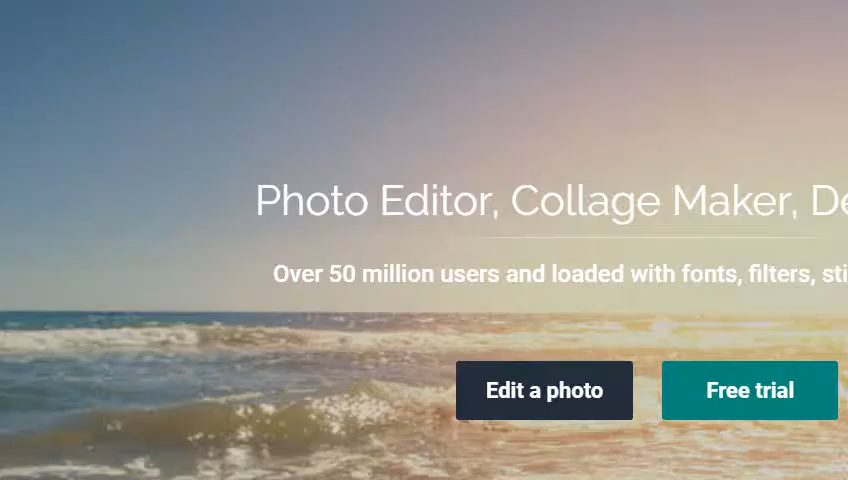 Photo Editor, Collage Maker,
Over 50 million users and loaded with fonts, filters,
Edit a photo
Free trial